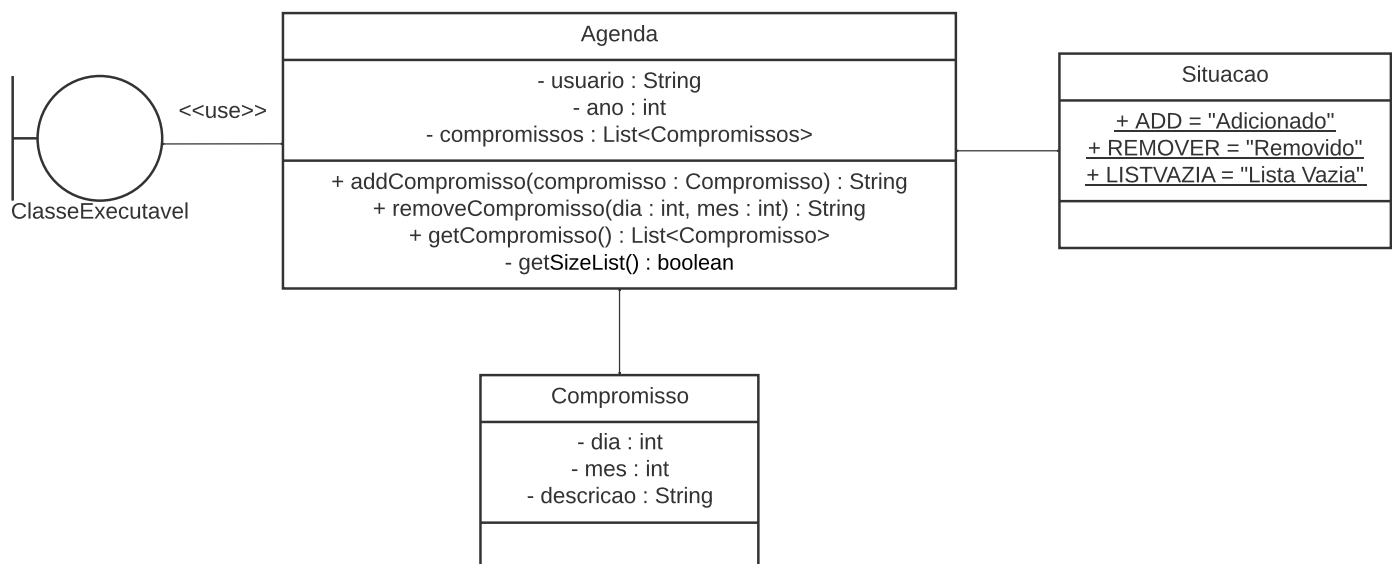 Agenda
- usuario : String
- ano : int
- compromissos : List<Compromissos>
+ addCompromisso(compromisso : Compromisso) : String
+ removeCompromisso(dia : int, mes : int) : String
+ getCompromisso() : List<Compromisso>
- getSizeList() : boolean
<<use>>
ClasseExecutavel
Situacao
+ ADD = "Adicionado"
+ REMOVER = "Removido"
+ LISTVAZIA = "Lista Vazia"
Compromisso
- dia : int
- mes : int
- descricao : String